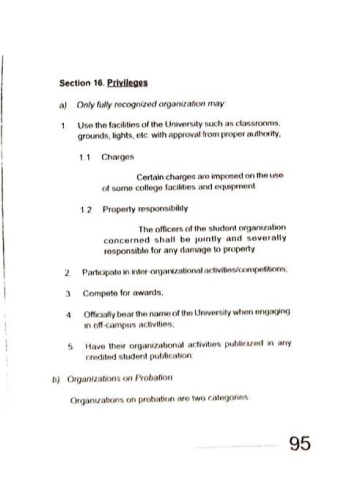 Section 16. Privileges
a) Only fully recognized organization may
1 Use the facilities of the University such as classrooms,
grounds, lights, etc. with approval from proper authority,
1.1 Charges
Certain charges are imposed on the use
of some college facilities and equipment
1.2 Property responsibility
The officers of the student organization
concerned shall be jointly and severally
responsible for any damage to property
2 Participate in inter-organizational activities/competitions;
3 Compete for awards;
4 Officially bear the name of the University when engaging
in off-campus activities;
5 Have their organizational activities publicized in any
credited student publication;
b) Organizations on Probation
Organizations on probation are two categories:
95